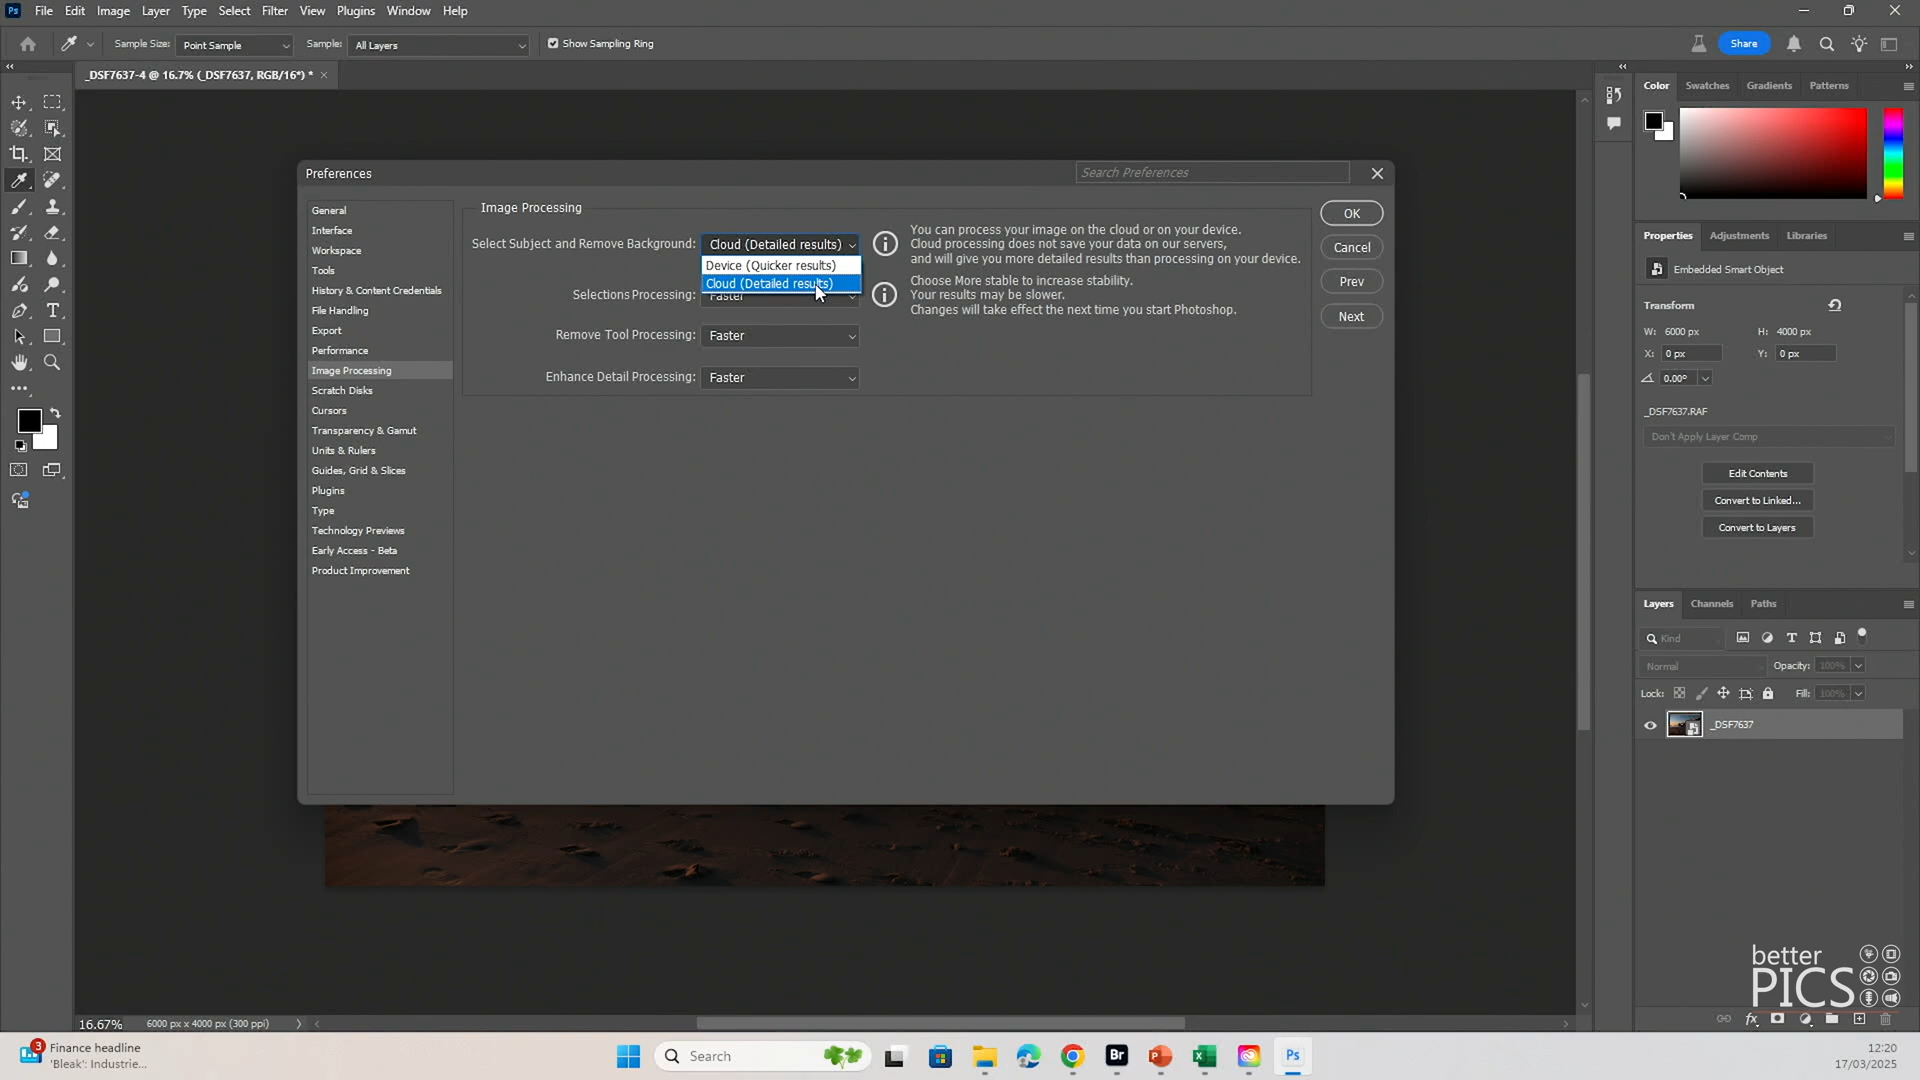 Ps File Edit Image Layer Type Select Filter View Plugins Window Help
Sample Size: Point Sample Sample: All Layers Show Sampling Ring Share
_DSF7637-4 @ 16.7% (_DSF7637, RGB/16*) * ×
Color Swatches Gradients Patterns
Preferences Search Preferences
General
Interface
Workspace
Tools
History & Content Credentials
File Handling
Export
Performance
Image Processing
Scratch Disks
Cursors
Transparency & Gamut
Units & Rulers
Guides, Grid & Slices
Plugins
Type
Technology Previews
Early Access - Beta
Product Improvement
Image Processing
Select Subject and Remove Background: Cloud (Detailed results)
Device (Quicker results)
Cloud (Detailed results)
You can process your image on the cloud or on your device.
Cloud processing does not save your data on our servers,
and will give you more detailed results than processing on your device.
Selections Processing: Faster
Choose More stable to increase stability.
Your results may be slower.
Changes will take effect the next time you start Photoshop.
Remove Tool Processing: Faster
Enhance Detail Processing: Faster
OK
Cancel
Prev
Next
Properties Adjustments Libraries
Embedded Smart Object
Transform
W: 6000 px H: 4000 px
X: 0 px Y: 0 px
0.00°
_DSF7637.RAF
Don't Apply Layer Comp
Edit Contents
Convert to Linked...
Convert to Layers
Layers Channels Paths
Kind
Normal Opacity: 100%
Lock: Fill: 100%
_DSF7637
better
PICS
fx
16.67% 6000 px x 4000 px (300 ppi)
3 Finance headline
'Bleak': Industrie...
Search
Br
Ps
12:20
17/03/2025